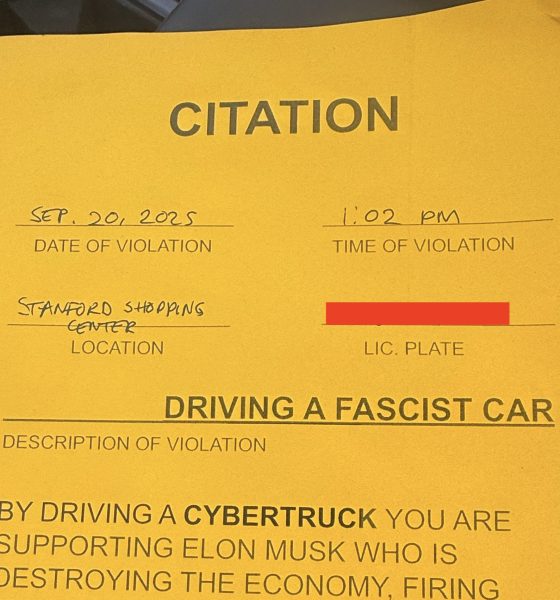 CITATION
SEP. 20, 2025 1:02 PM
DATE OF VIOLATION TIME OF VIOLATION
STANFORD SHOPPING
CENTER
LOCATION LIC. PLATE
DRIVING A FASCIST CAR
DESCRIPTION OF VIOLATION
BY DRIVING A CYBERTRUCK YOU ARE
SUPPORTING ELON MUSK WHO IS
DESTROYING THE ECONOMY, FIRING